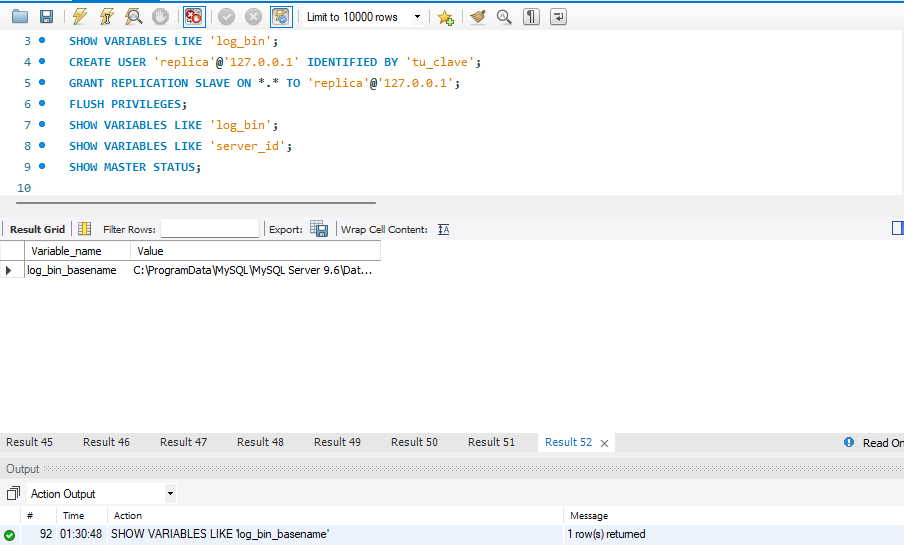 Limit to 10000 rows
3 SHOW VARIABLES LIKE 'log_bin';
4 CREATE USER 'replica'@'127.0.0.1' IDENTIFIED BY 'tu_clave';
5 GRANT REPLICATION SLAVE ON *.* TO 'replica'@'127.0.0.1';
6 FLUSH PRIVILEGES;
7 SHOW VARIABLES LIKE 'log_bin';
8 SHOW VARIABLES LIKE 'server_id';
9 SHOW MASTER STATUS;
10
Result Grid Filter Rows: Export: Wrap Cell Content:
Variable_name Value
log_bin_basename C:\ProgramData\MySQL\MySQL Server 9.6\Dat...
Result 45 Result 46 Result 47 Result 48 Result 49 Result 50 Result 51 Result 52 Read On
Output
Action Output
# Time Action Message
92 01:30:48 SHOW VARIABLES LIKE 'log_bin_basename' 1 row(s) returned